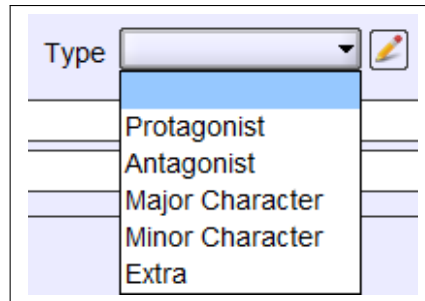 Type
Protagonist
Antagonist
Major Character
Minor Character
Extra